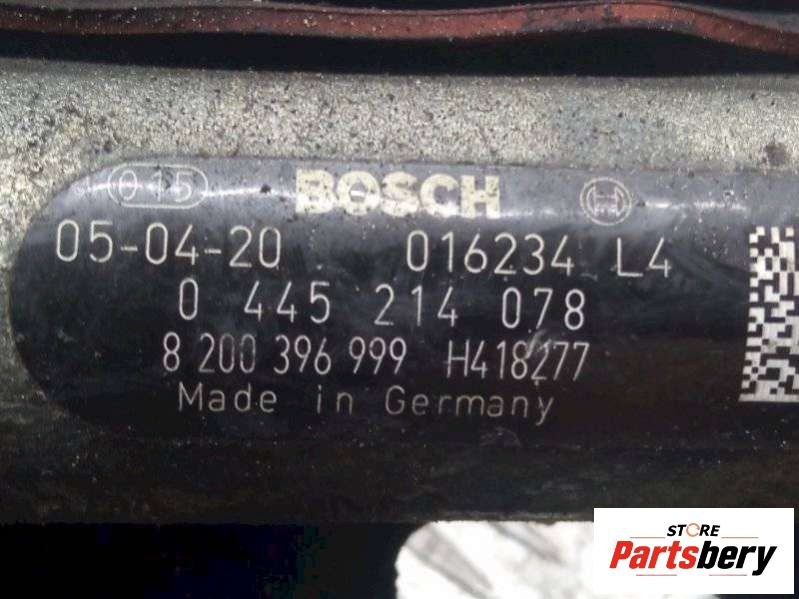 015 BOSCH H
05-04-20 016234 L4
0 445 214 078
8 200 396 999 H418277
Made in Germany
STORE
Partsbery